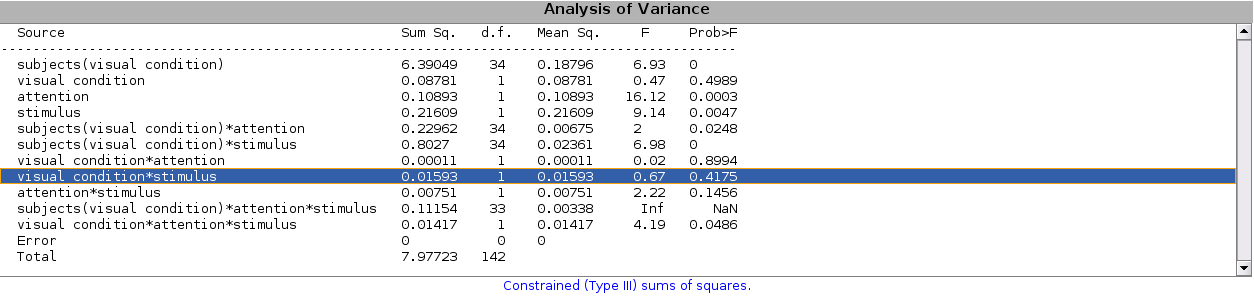 Analysis of Variance
Source Sum Sq. d.f. Mean Sq. F Prob>F
--------------------------------------------------------------------------------------------
subjects(visual condition) 6.39049 34 0.18796 6.93 0
visual condition 0.08781 1 0.08781 0.47 0.4989
attention 0.10893 1 0.10893 16.12 0.0003
stimulus 0.21609 1 0.21609 9.14 0.0047
subjects(visual condition)*attention 0.22962 34 0.00675 2 0.0248
subjects(visual condition)*stimulus 0.8027 34 0.02361 6.98 0
visual condition*attention 0.00011 1 0.00011 0.02 0.8994
visual condition*stimulus 0.01593 1 0.01593 0.67 0.4175
attention*stimulus 0.00751 1 0.00751 2.22 0.1456
subjects(visual condition)*attention*stimulus 0.11154 33 0.00338 Inf NaN
visual condition*attention*stimulus 0.01417 1 0.01417 4.19 0.0486
Error 0 0 0
Total 7.97723 142
Constrained (Type III) sums of squares.